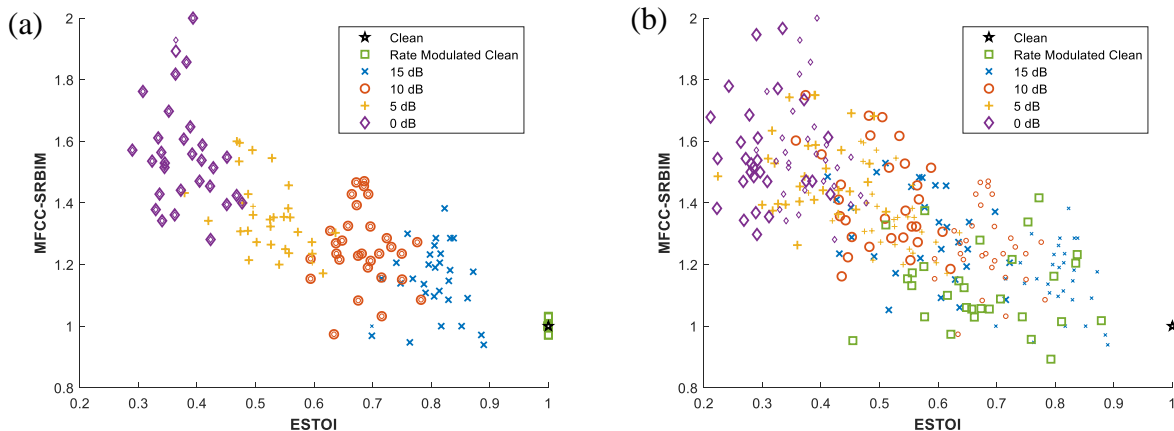 (a)
2
1.8
1.6
1.4
1.2
1
0.8
MFCC-SRBIM
0.2 0.3 0.4 0.5 0.6 0.7 0.8 0.9 1
ESTOI
Clean
Rate Modulated Clean
15 dB
10 dB
5 dB
0 dB
(b)
2
1.8
1.6
1.4
1.2
1
0.8
MFCC-SRBIM
0.2 0.3 0.4 0.5 0.6 0.7 0.8 0.9 1
ESTOI
Clean
Rate Modulated Clean
15 dB
10 dB
5 dB
0 dB